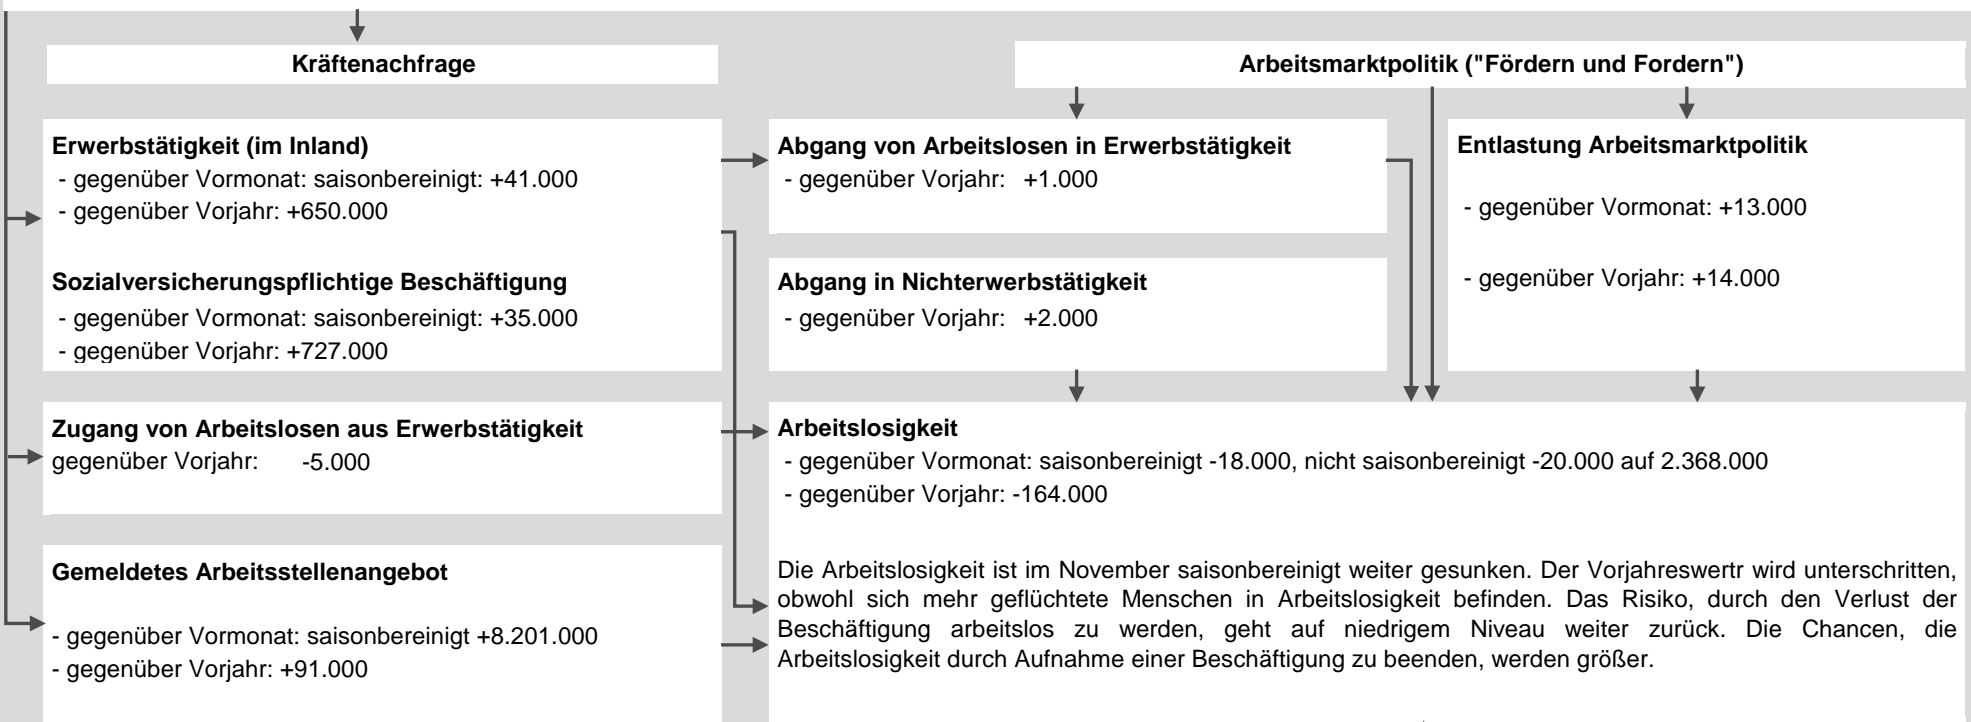 Kräftenachfrage
Arbeitsmarktpolitik ("Fördern und Fordern")
Erwerbstätigkeit (im Inland)
- gegenüber Vormonat: saisonbereinigt: +41.000
- gegenüber Vorjahr: +650.000
Sozialversicherungspflichtige Beschäftigung
- gegenüber Vormonat: saisonbereinigt: +35.000
- gegenüber Vorjahr: +727.000
Zugang von Arbeitslosen aus Erwerbstätigkeit
gegenüber Vorjahr: -5.000
Gemeldetes Arbeitsstellenangebot
- gegenüber Vormonat: saisonbereinigt +8.201.000
- gegenüber Vorjahr: +91.000
Abgang von Arbeitslosen in Erwerbstätigkeit
- gegenüber Vorjahr: +1.000
Abgang in Nichterwerbstätigkeit
- gegenüber Vorjahr: +2.000
Entlastung Arbeitsmarktpolitik
- gegenüber Vormonat: +13.000
- gegenüber Vorjahr: +14.000
Arbeitslosigkeit
- gegenüber Vormonat: saisonbereinigt -18.000, nicht saisonbereinigt -20.000 auf 2.368.000
- gegenüber Vorjahr: -164.000
Die Arbeitslosigkeit ist im November saisonbereinigt weiter gesunken. Der Vorjahreswertr wird unterschritten,
obwohl sich mehr geflüchtete Menschen in Arbeitslosigkeit befinden. Das Risiko, durch den Verlust der
Beschäftigung arbeitslos zu werden, geht auf niedrigem Niveau weiter zurück. Die Chancen, die
Arbeitslosigkeit durch Aufnahme einer Beschäftigung zu beenden, werden größer.